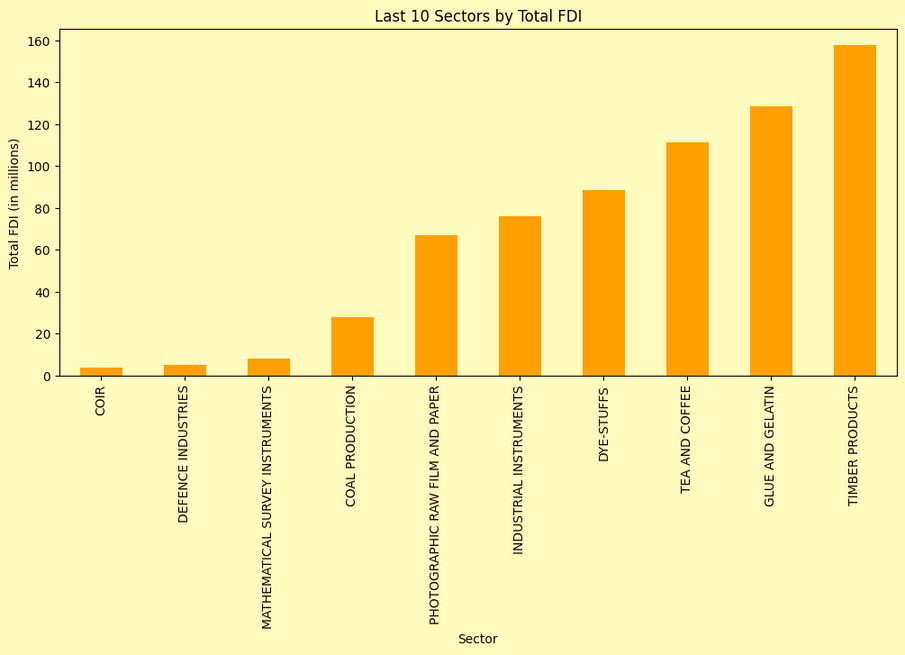 Last 10 Sectors by Total FDI
Total FDI (in millions)
160
140
120
100
80
60
40
20
0
COIR
DEFENCE INDUSTRIES
MATHEMATICAL SURVEY INSTRUMENTS
COAL PRODUCTION
PHOTOGRAPHIC RAW FILM AND PAPER
INDUSTRIAL INSTRUMENTS
DYE-STUFFS
TEA AND COFFEE
GLUE AND GELATIN
TIMBER PRODUCTS
Sector